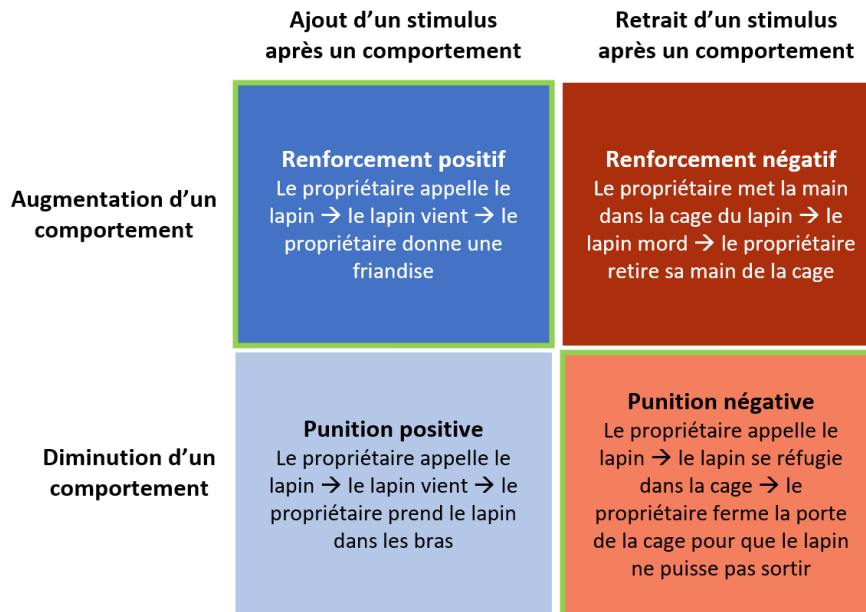 Ajout d’un stimulus
après un comportement
Retrait d’un stimulus
après un comportement
Augmentation d’un
comportement
Renforcement positif
Le propriétaire appelle le
lapin → le lapin vient → le
propriétaire donne une
friandise
Renforcement négatif
Le propriétaire met la main
dans la cage du lapin → le
lapin mord → le propriétaire
retire sa main de la cage
Diminution d’un
comportement
Punition positive
Le propriétaire appelle le
lapin → le lapin vient → le
propriétaire prend le lapin
dans les bras
Punition négative
Le propriétaire appelle le
lapin → le lapin se réfugie
dans la cage → le
propriétaire ferme la porte
de la cage pour que le lapin
ne puisse pas sortir